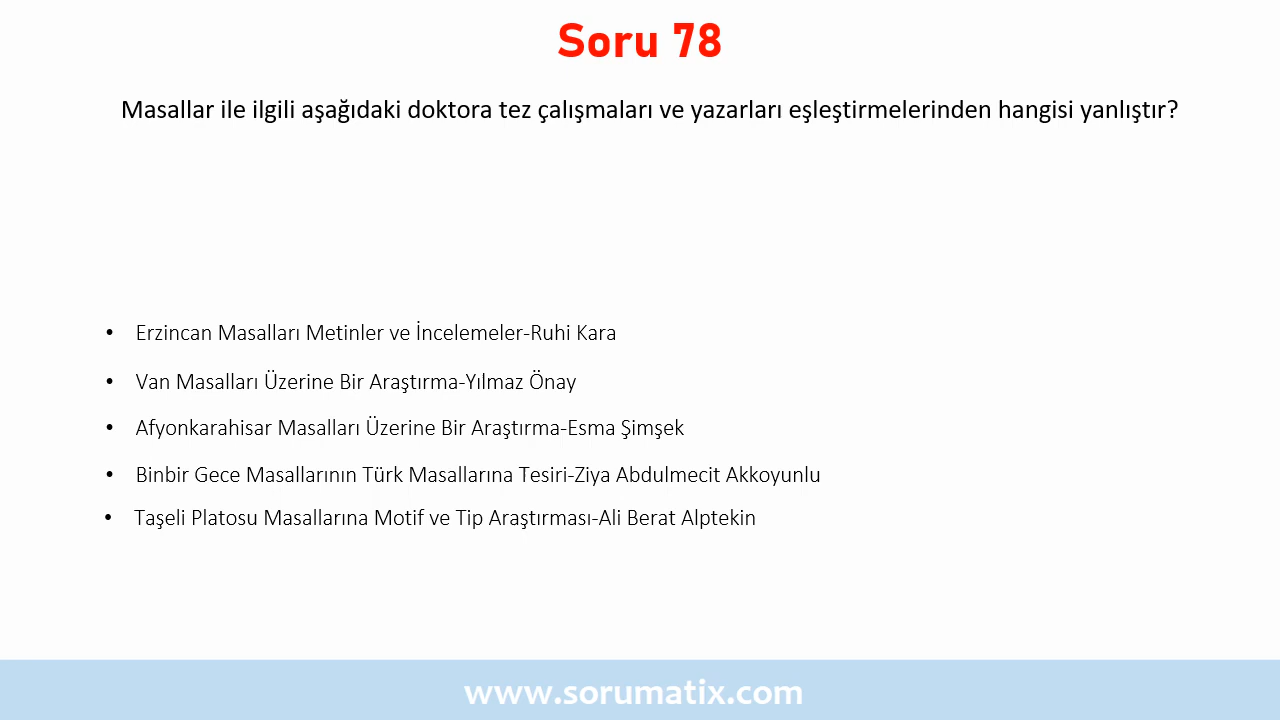 Soru 78
Masallar ile ilgili aşağıdaki doktora tez çalışmaları ve yazarları eşleştirmelerinden hangisi yanlıştır?
• Erzincan Masalları Metinler ve İncelemeler-Ruhi Kara
• Van Masalları Üzerine Bir Araştırma-Yılmaz Önay
• Afyonkarahisar Masalları Üzerine Bir Araştırma-Esma Şimşek
• Binbir Gece Masallarının Türk Masallarına Tesiri-Ziya Abdulmecit Akkoyunlu
• Taşeli Platosu Masallarına Motif ve Tip Araştırması-Ali Berat Alptekin
www.sorumatix.com